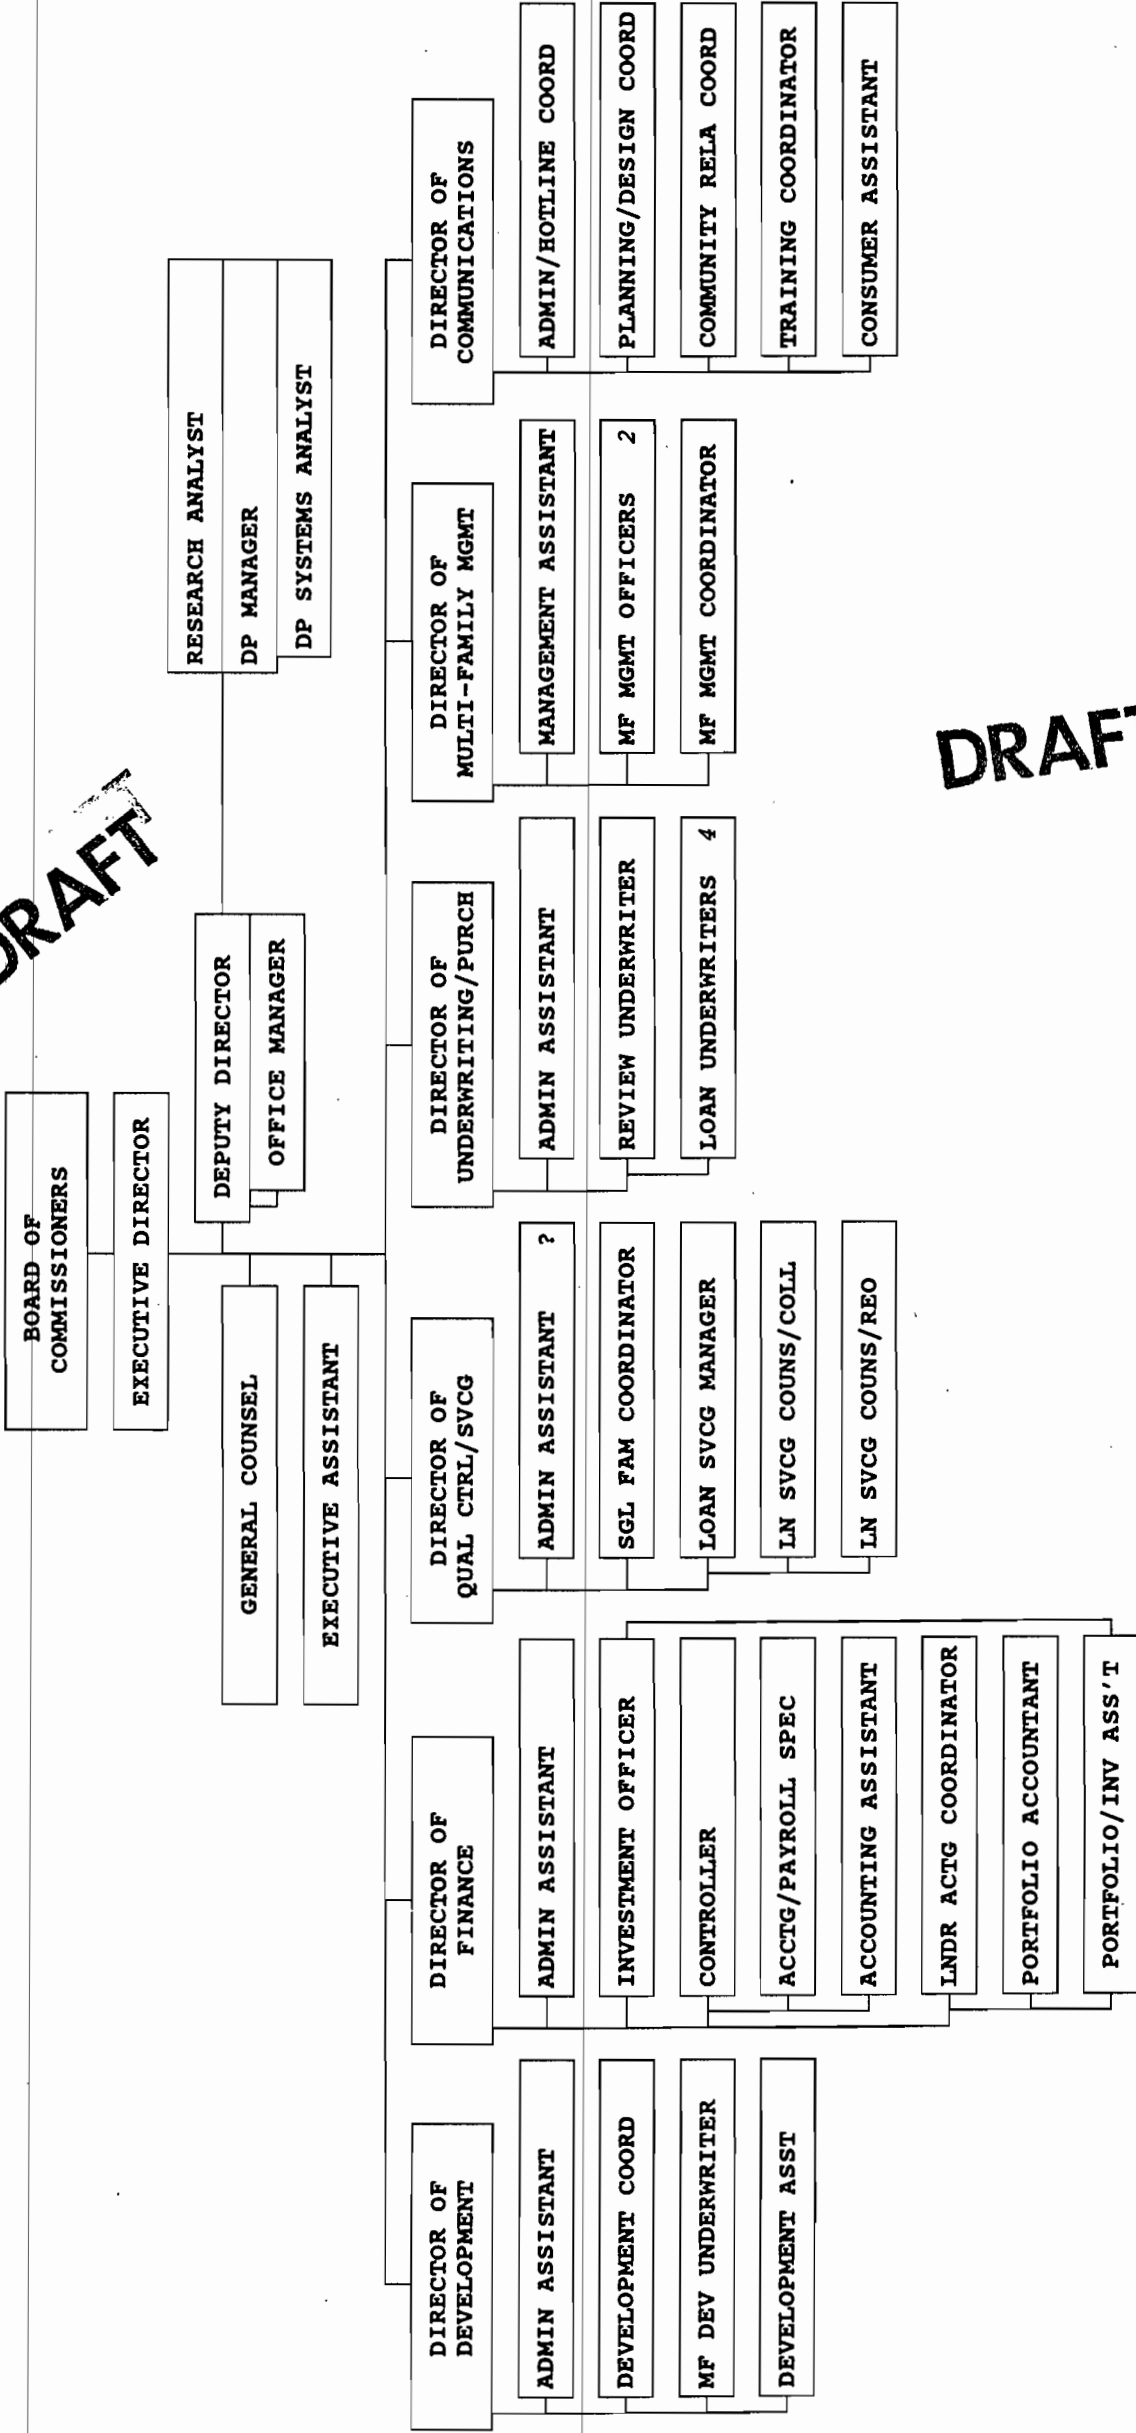 DRAFT
BOARD OF
COMMISSIONERS
EXECUTIVE DIRECTOR
DEPUTY DIRECTOR
OFFICE MANAGER
RESEARCH ANALYST
DP MANAGER
DP SYSTEMS ANALYST
GENERAL COUNSEL
EXECUTIVE ASSISTANT
DIRECTOR OF
DEVELOPMENT
ADMIN ASSISTANT
DEVELOPMENT COORD
MF DEV UNDERWRITER
DEVELOPMENT ASST
DIRECTOR OF
FINANCE
ADMIN ASSISTANT
INVESTMENT OFFICER
CONTROLLER
ACCTG/PAYROLL SPEC
ACCOUNTING ASSISTANT
LNDR ACTG COORDINATOR
PORTFOLIO ACCOUNTANT
PORTFOLIO/INV ASS'T
DIRECTOR OF
QUAL CTRL/SVCG
ADMIN ASSISTANT ?
SGL FAM COORDINATOR
LOAN SVCG MANAGER
LN SVCG COUNS/COLL
LN SVCG COUNS/REO
DIRECTOR OF
UNDERWRITING/PURCH
ADMIN ASSISTANT
REVIEW UNDERWRITER
LOAN UNDERWRITERS 4
DIRECTOR OF
MULTI-FAMILY MGMT
MANAGEMENT ASSISTANT
MF MGMT OFFICERS 2
MF MGMT COORDINATOR
DIRECTOR OF
COMMUNICATIONS
ADMIN/HOTLINE COORD
PLANNING/DESIGN COORD
COMMUNITY RELA COORD
TRAINING COORDINATOR
CONSUMER ASSISTANT
DRAFT